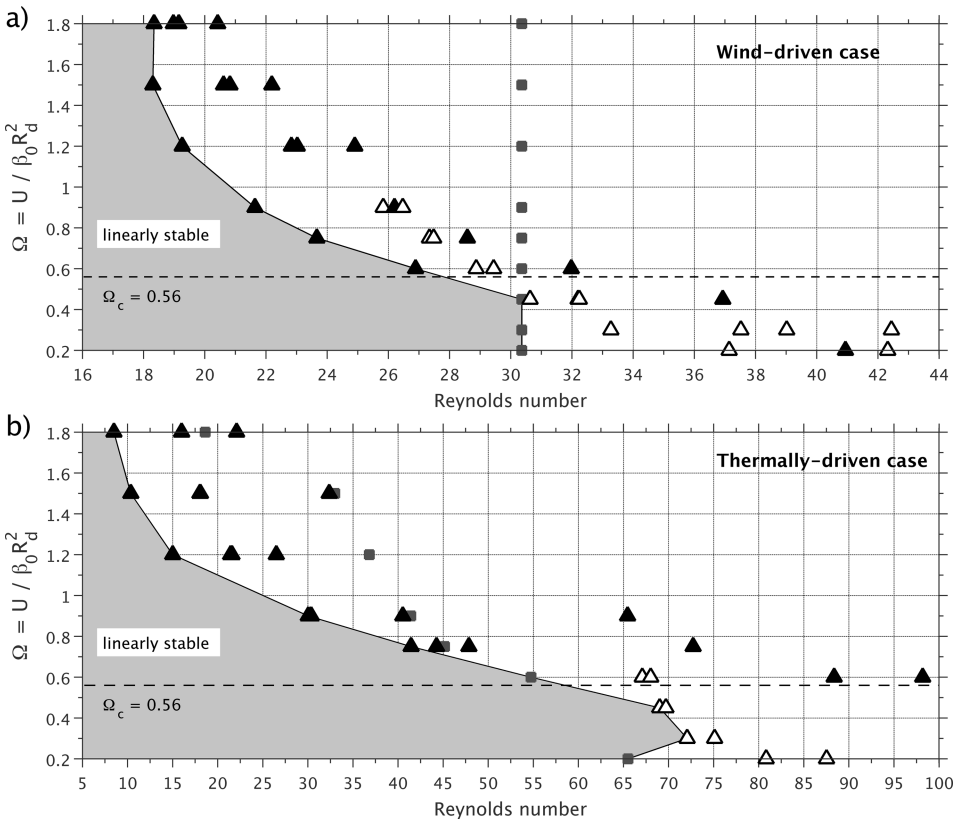 a)
1.8
1.6
1.4
1.2
1
0.8
0.6
0.4
0.2
Ω = U / β₀R_d²
Wind–driven case
linearly stable
Ω_c = 0.56
16 18 20 22 24 26 28 30 32 34 36 38 40 42 44
Reynolds number
b)
1.8
1.6
1.4
1.2
1
0.8
0.6
0.4
0.2
Ω = U / β₀R_d²
Thermally–driven case
linearly stable
Ω_c = 0.56
5 10 15 20 25 30 35 40 45 50 55 60 65 70 75 80 85 90 95 100
Reynolds number